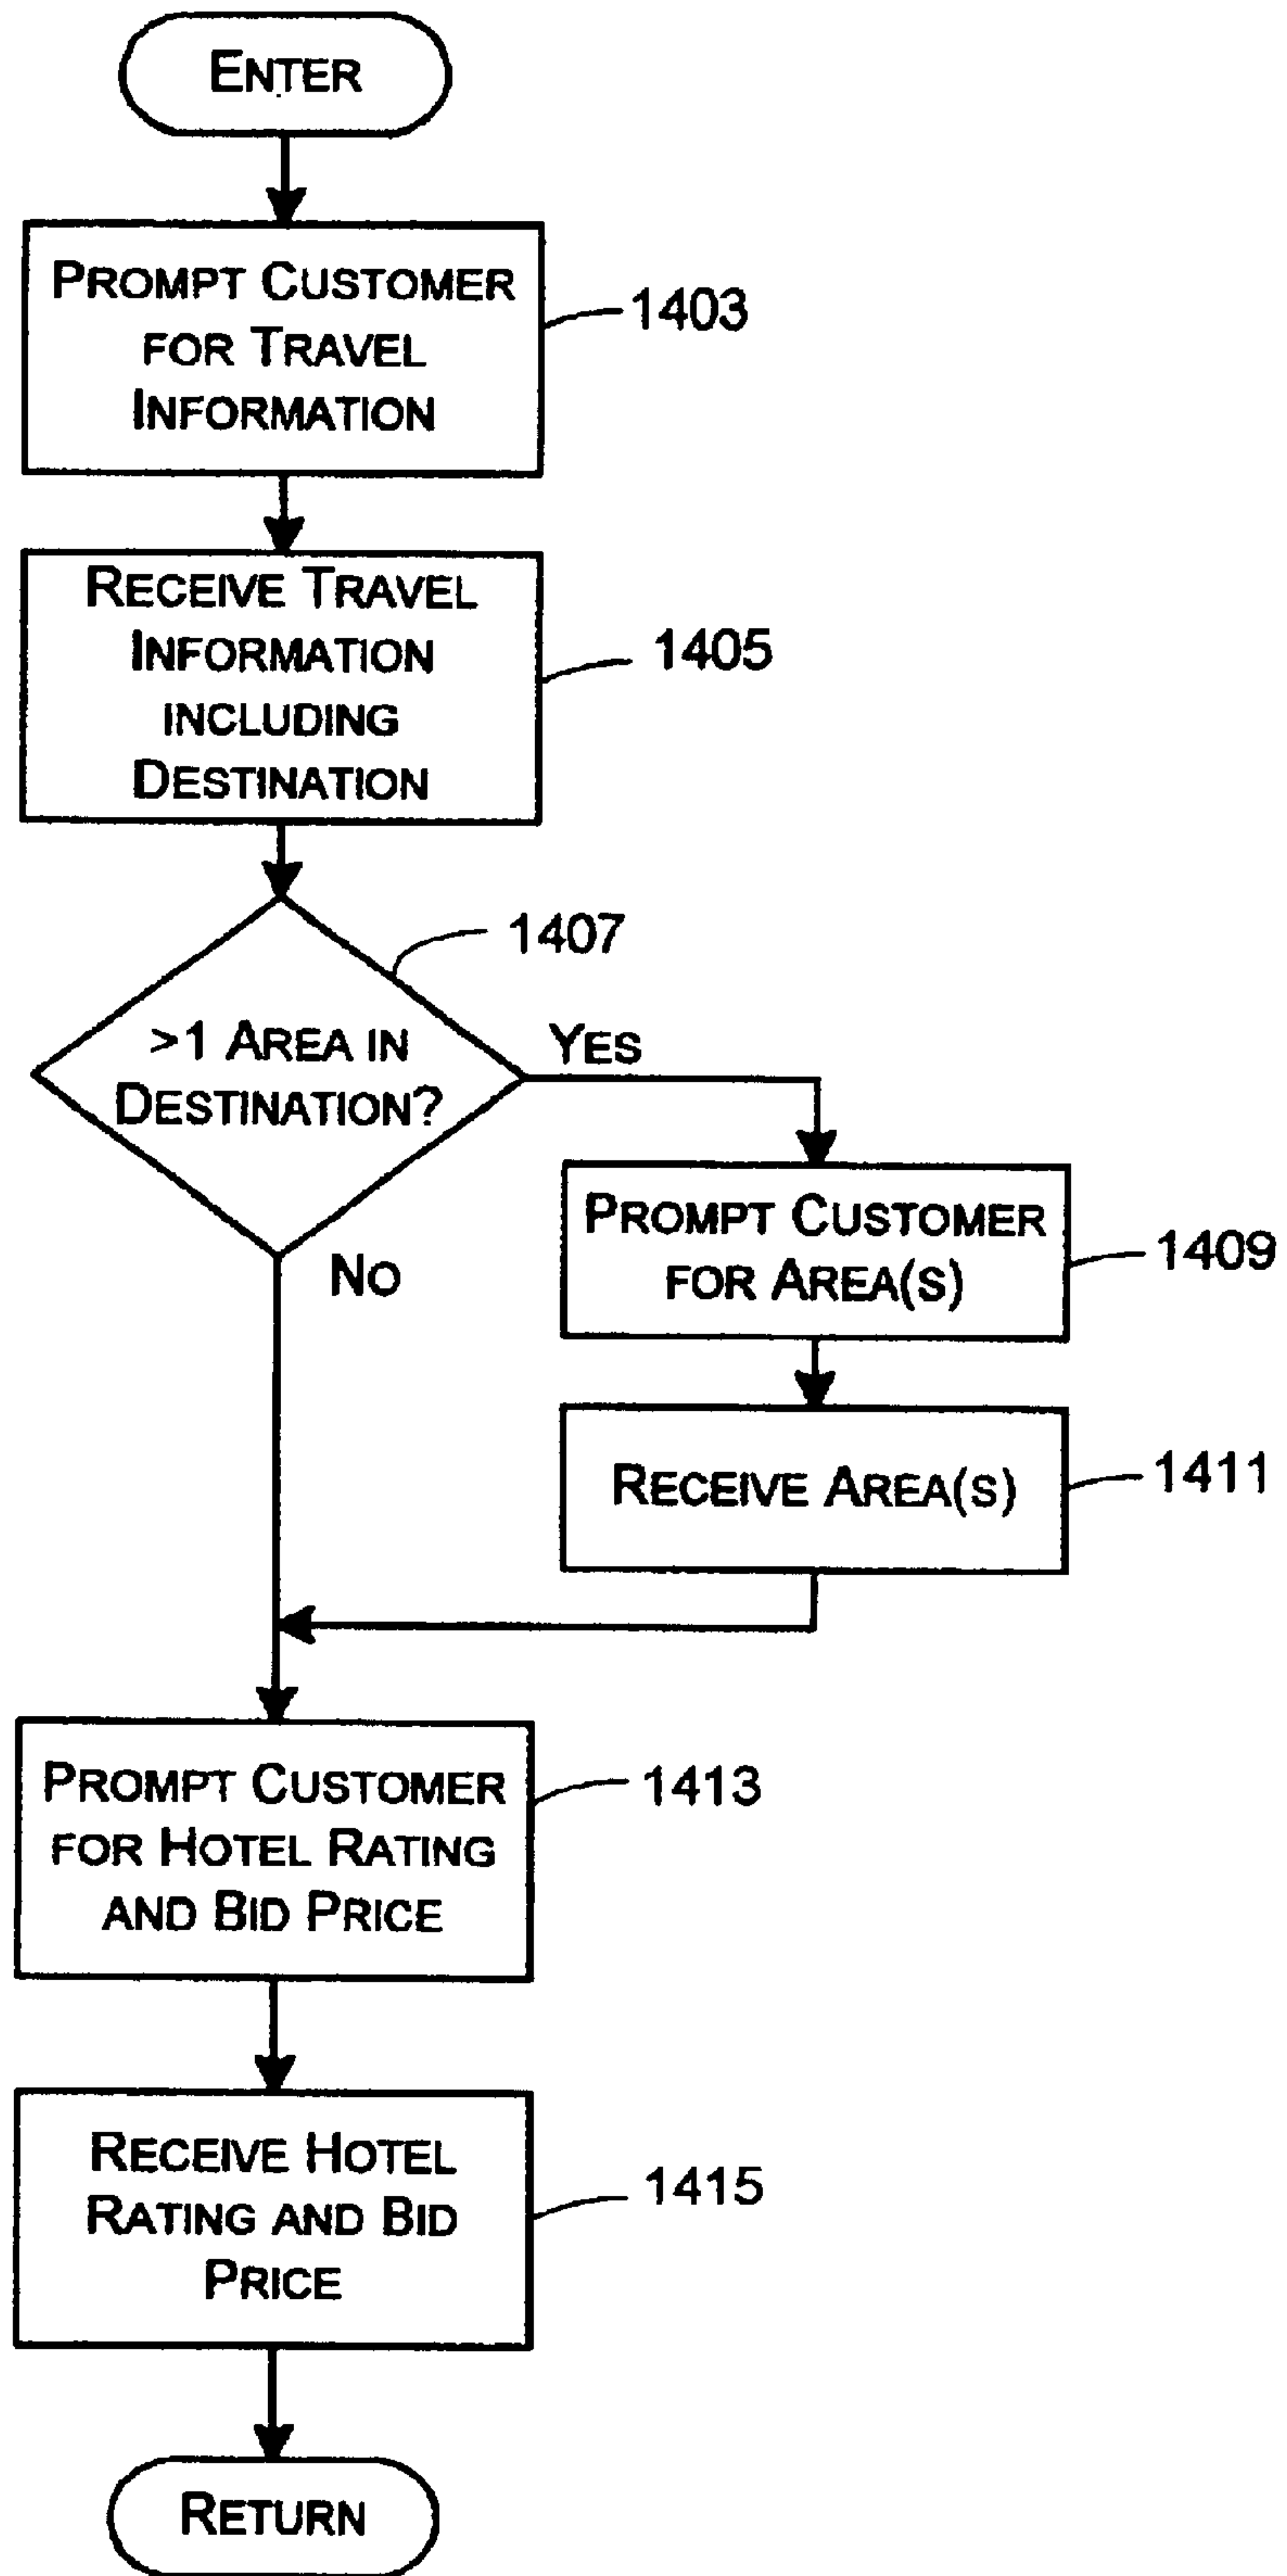 ENTER
PROMPT CUSTOMER
FOR TRAVEL
INFORMATION
1403
RECEIVE TRAVEL
INFORMATION
INCLUDING
DESTINATION
1405
1407
>1 AREA IN
DESTINATION?
YES
NO
PROMPT CUSTOMER
FOR AREA(S)
1409
RECEIVE AREA(S)
1411
PROMPT CUSTOMER
FOR HOTEL RATING
AND BID PRICE
1413
RECEIVE HOTEL
RATING AND BID
PRICE
1415
RETURN